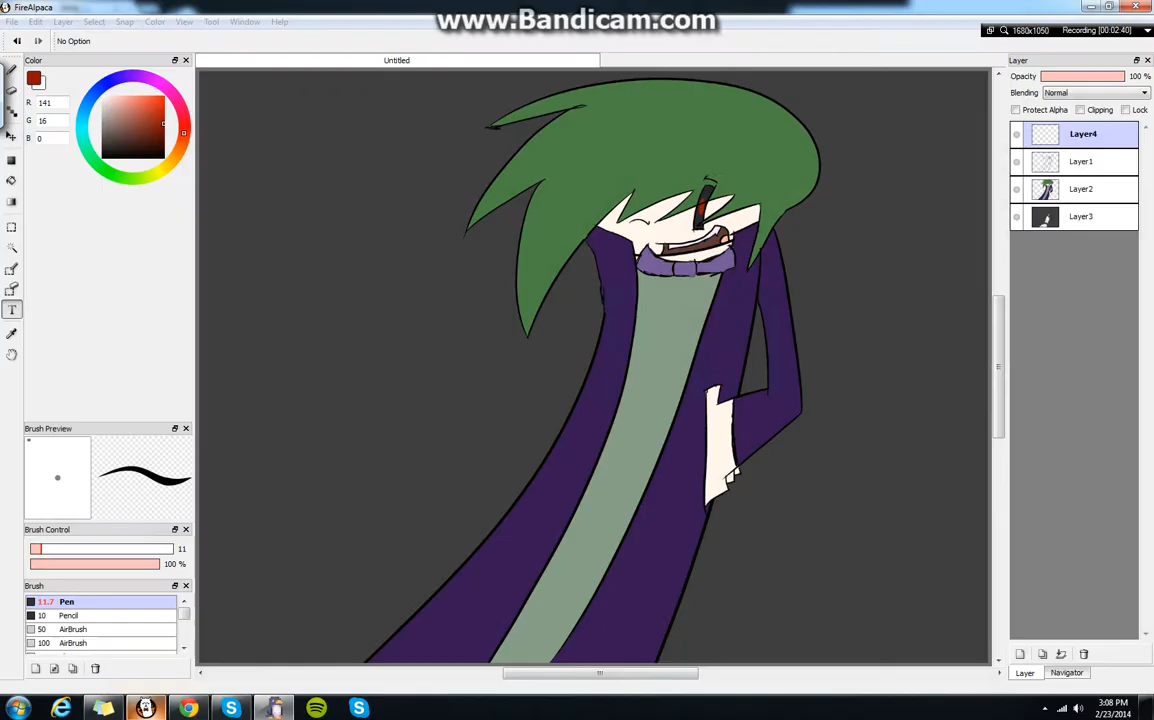 FireAlpaca
www.Bandicam.com
File Edit Layer Select Snap Color View Tool Window Help
1680x1050 Recording [00:02:40]
No Option
Color
Untitled
Layer
R 141
G 16
B 0
Opacity 100 %
Blending Normal
Protect Alpha Clipping Lock
Layer4
Layer1
Layer2
Layer3
Brush Preview
Brush Control
11
100 %
Brush
11.7 Pen
10 Pencil
50 AirBrush
100 AirBrush
Layer Navigator
3:08 PM
2/23/2014